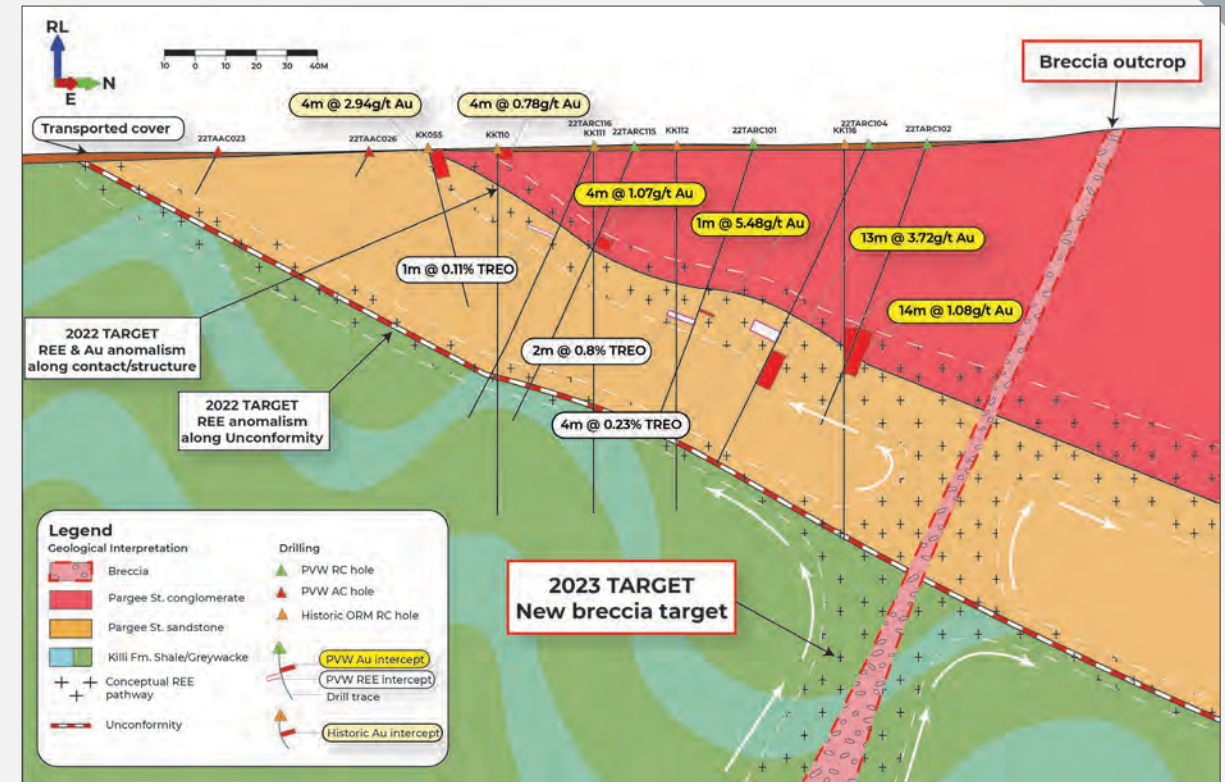 RL
N
E
10 0 10 20 30 40M
Breccia outcrop
4m @ 2.94g/t Au
4m @ 0.78g/t Au
Transported cover
22TAAC023
22TAAC026
KK055
KK110
22TARC116
KK111
22TARC115
KK112
22TARC101
KK116
22TARC104
22TARC102
4m @ 1.07g/t Au
1m @ 5.48g/t Au
13m @ 3.72g/t Au
1m @ 0.11% TREO
14m @ 1.08g/t Au
2022 TARGET
REE & Au anomalism
along contact/structure
2m @ 0.8% TREO
2022 TARGET
REE anomalism
along Unconformity
4m @ 0.23% TREO
2023 TARGET
New breccia target
Legend
Geological Interpretation
Breccia
Pargee St. conglomerate
Pargee St. sandstone
Killi Fm. Shale/Greywacke
Conceptual REE
pathway
Unconformity
Drilling
PVW RC hole
PVW AC hole
Historic ORM RC hole
PVW Au intercept
PVW REE Intercept
Drill trace
Historic Au intercept